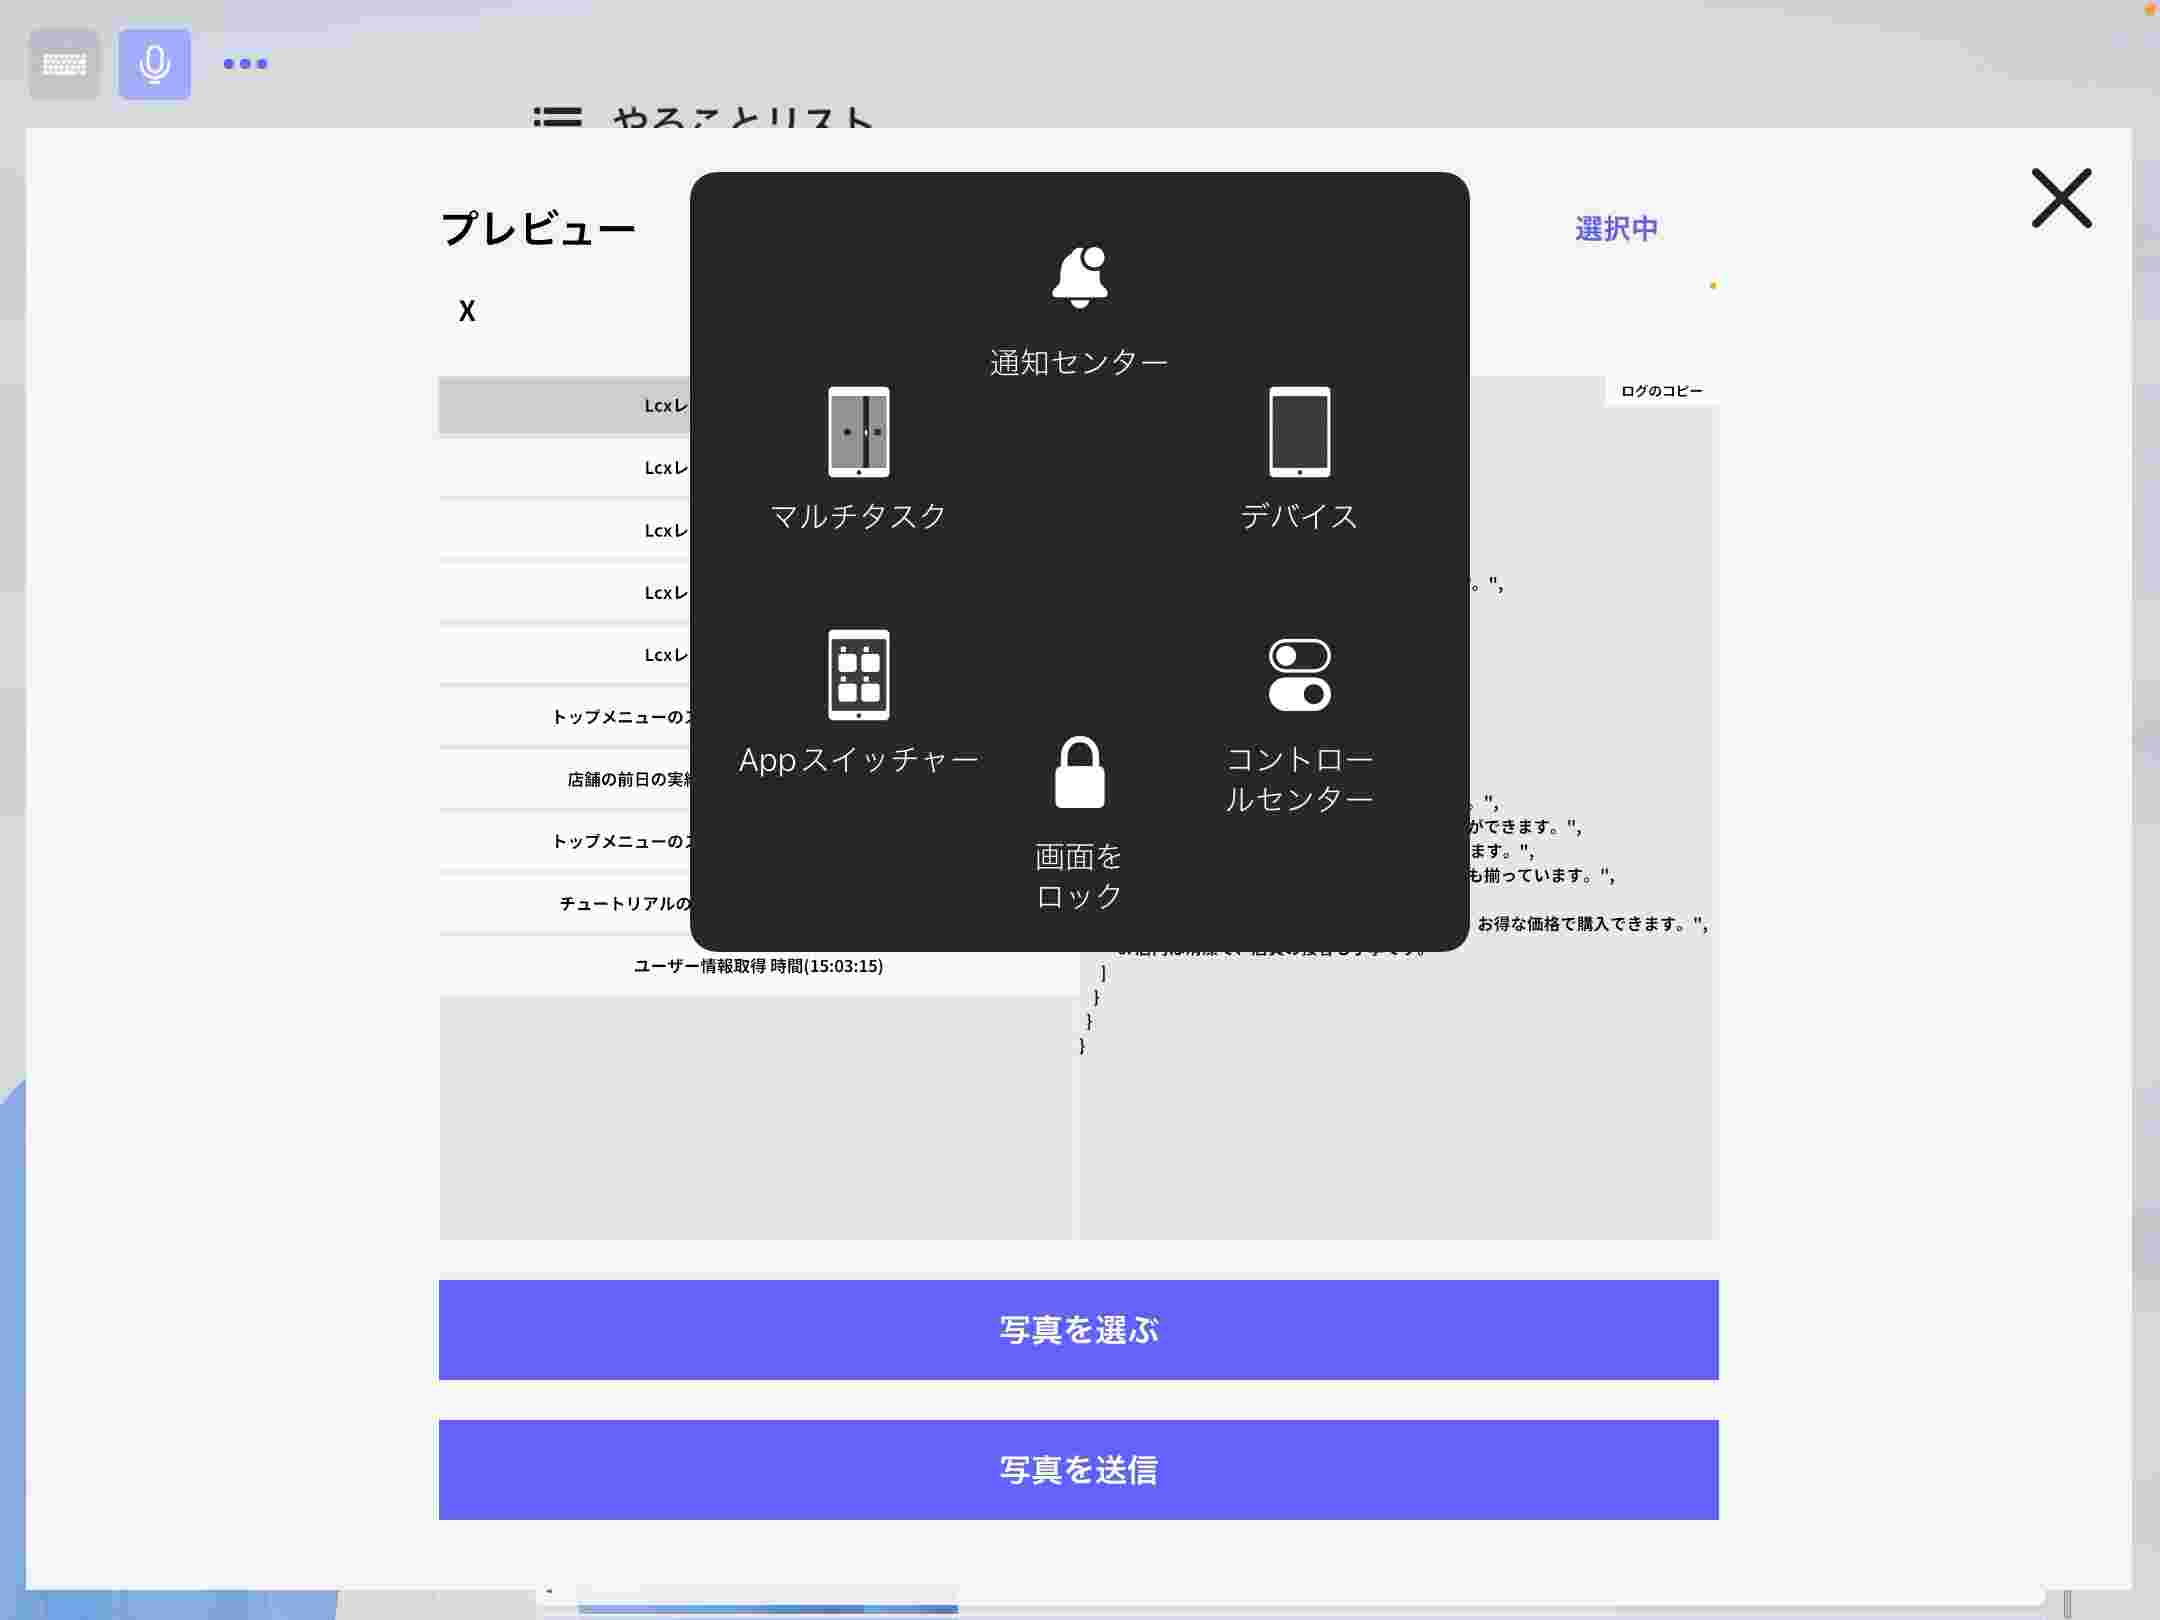 やることリスト
プレビュー
選択中
X
通知センター
マルチタスク
デバイス
Appスイッチャー
コントロー
ルセンター
画面を
ロック
ログのコピー
Lcxレ
Lcxレ
Lcxレ
Lcxレ
Lcxレ
トップメニューの
店舗の前日の実
トップメニューの
チュートリアルの
ユーザー情報取得 時間(15:03:15)
。",
。",
ができます。",
ます。",
も揃っています。",
お得な価格で購入できます。",
]
}
}
}
写真を選ぶ
写真を送信